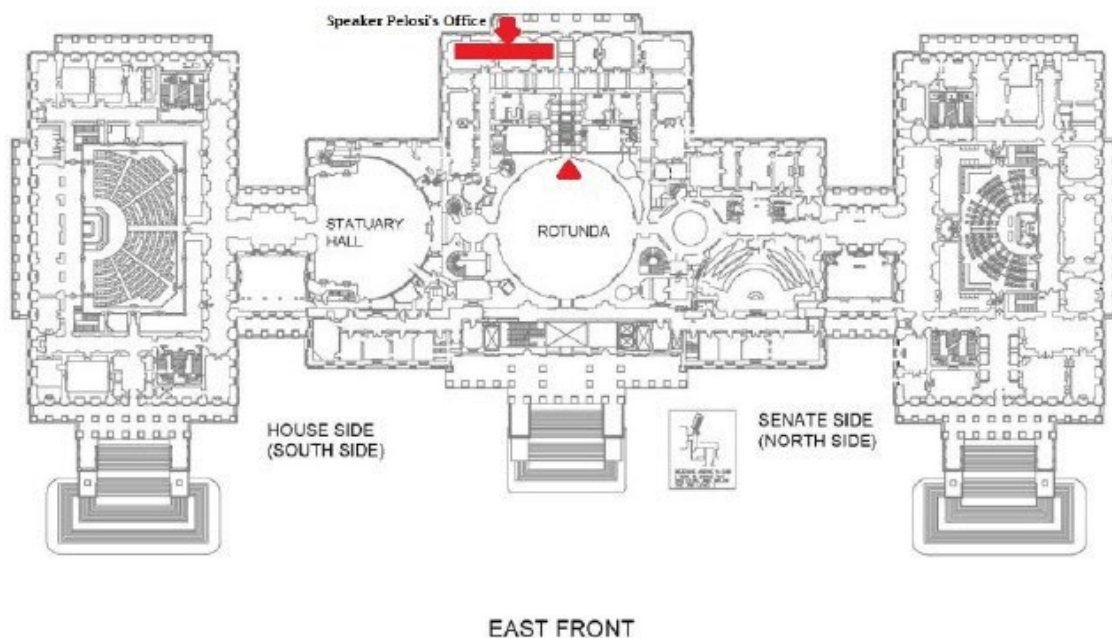 Speaker Pelosi's Office
STATUARY
HALL
ROTUNDA
HOUSE SIDE
(SOUTH SIDE)
SENATE SIDE
(NORTH SIDE)
EAST FRONT